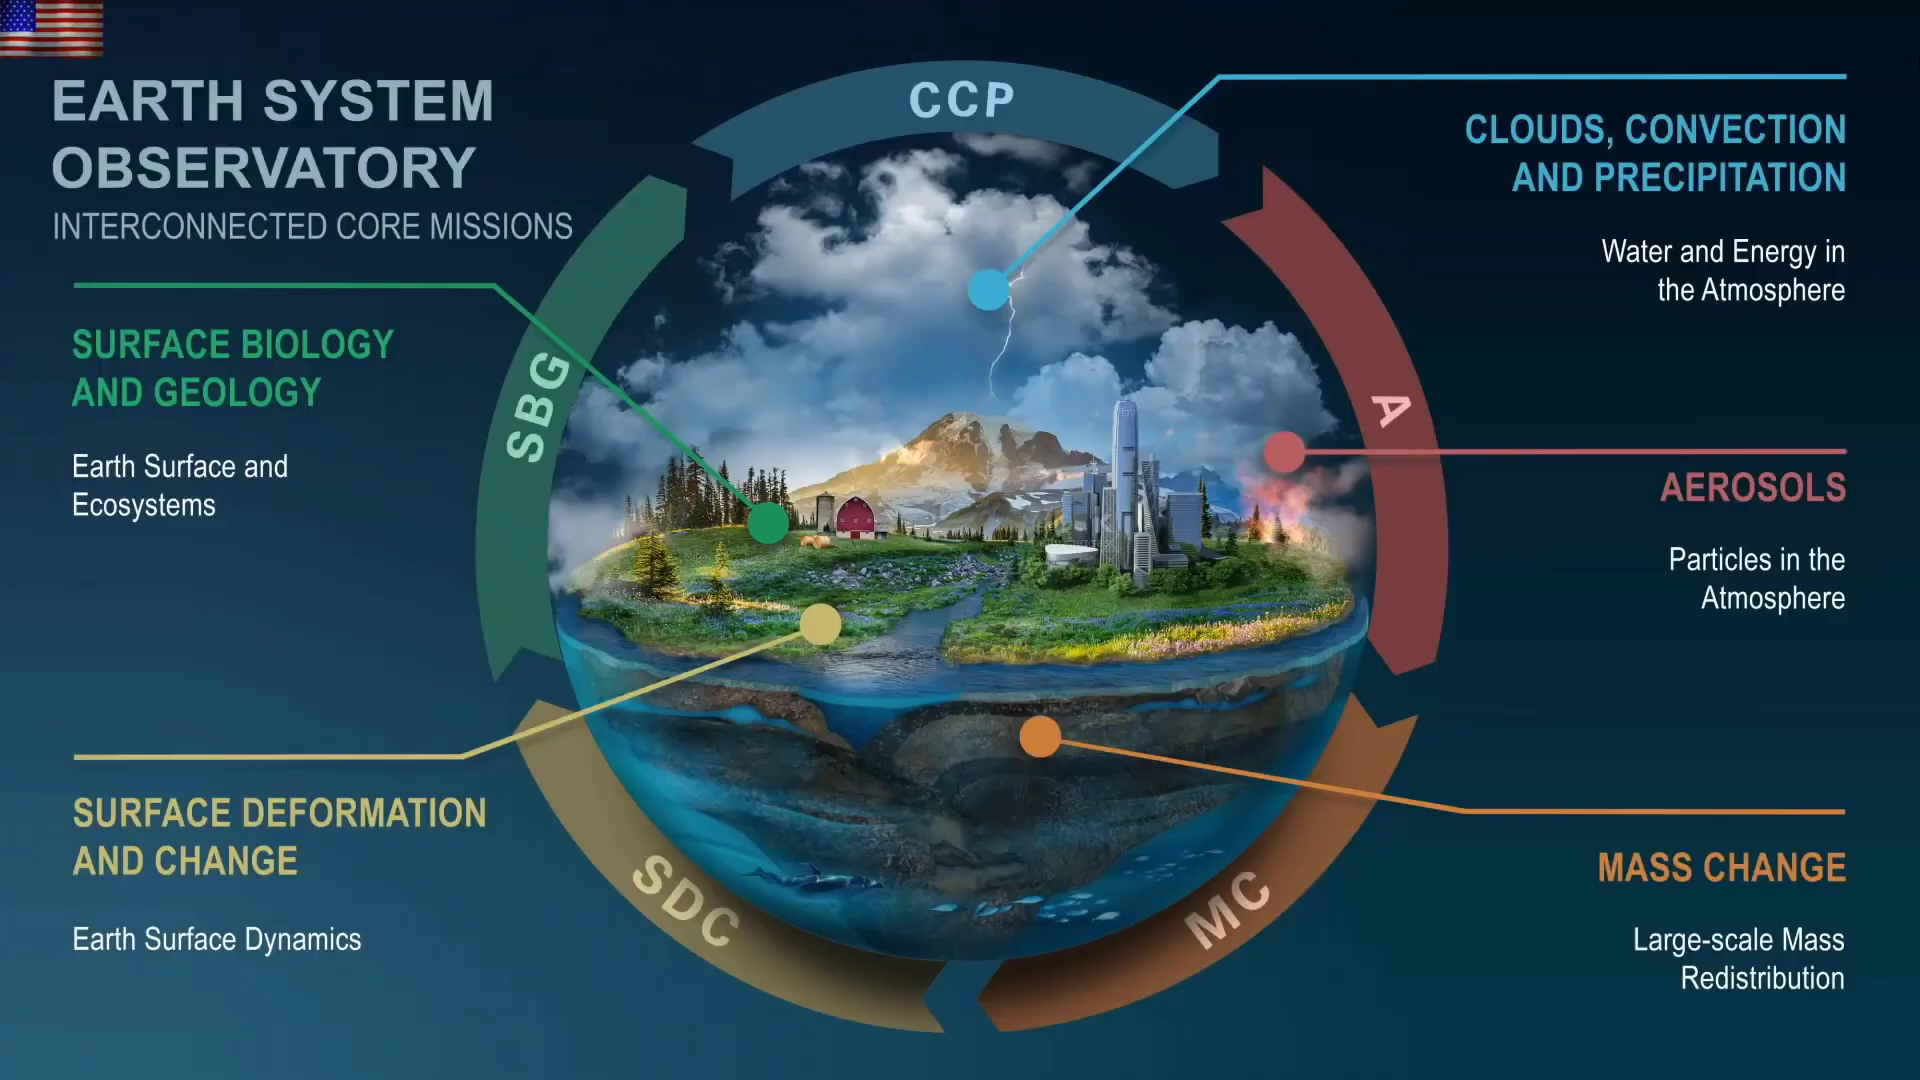 EARTH SYSTEM
OBSERVATORY
INTERCONNECTED CORE MISSIONS
CCP
CLOUDS, CONVECTION
AND PRECIPITATION
Water and Energy in
the Atmosphere
SURFACE BIOLOGY
AND GEOLOGY
Earth Surface and
Ecosystems
SBG
A
AEROSOLS
Particles in the
Atmosphere
SURFACE DEFORMATION
AND CHANGE
Earth Surface Dynamics
SDC
MC
MASS CHANGE
Large-scale Mass
Redistribution